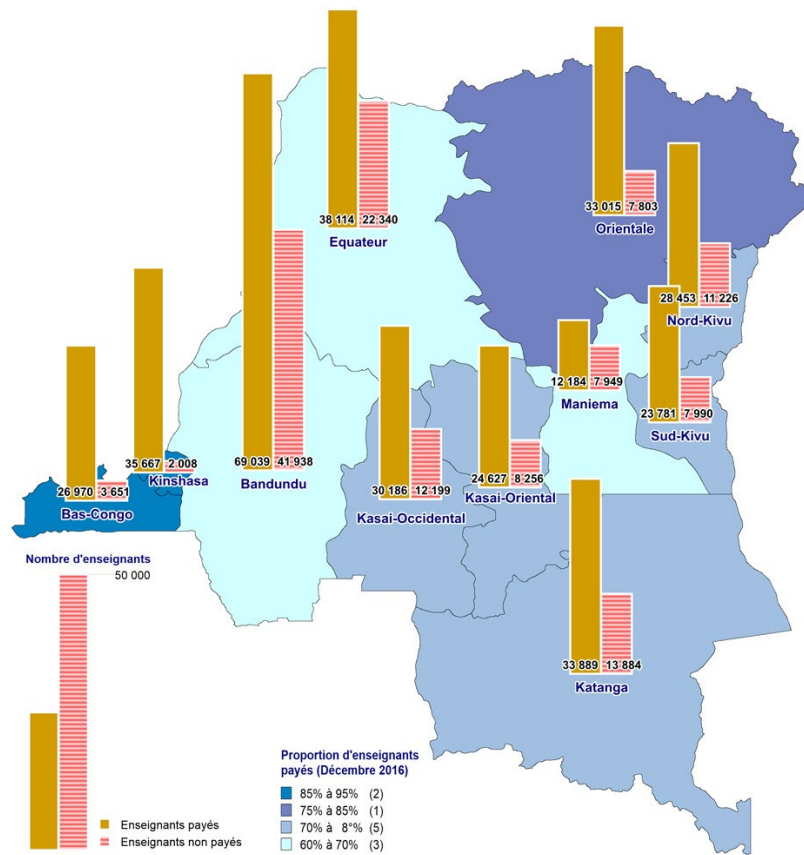 38 114 22 340
Equateur
33 015 7 803
Orientale
28 453 11 226
Nord-Kivu
12 184 7 949
Maniema
23 781 7 990
Sud-Kivu
35 667 2 008
Kinshasa
69 039 41 938
Bandundu
26 970 3 651
Bas-Congo
30 186 12 199
Kasai-Occidental
24 627 8 256
Kasai-Oriental
33 889 13 884
Katanga
Nombre d'enseignants
50 000
Enseignants payés
Enseignants non payés
Proportion d'enseignants
payés (Décembre 2016)
85% à 95% (2)
75% à 85% (1)
70% à 8°% (5)
60% à 70% (3)